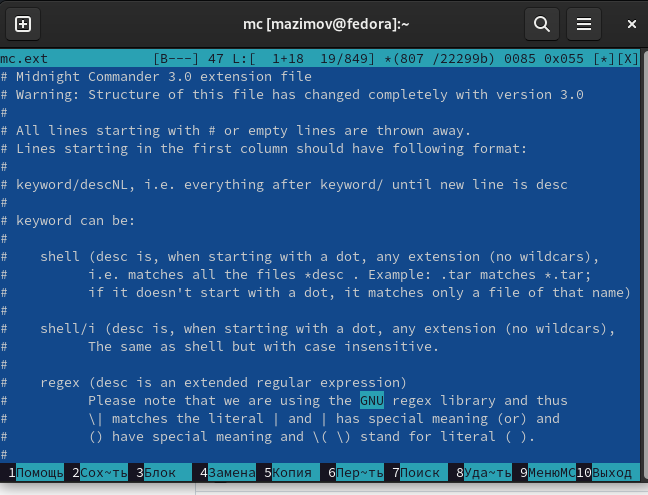 mc [mazimov@fedora]:~
mc.ext [B---] 47 L:[ 1+18 19/849] *(807 /22299b) 0085 0x055 [*][X]
# Midnight Commander 3.0 extension file
# Warning: Structure of this file has changed completely with version 3.0
#
# All lines starting with # or empty lines are thrown away.
# Lines starting in the first column should have following format:
#
# keyword/descNL, i.e. everything after keyword/ until new line is desc
#
# keyword can be:
#
#    shell (desc is, when starting with a dot, any extension (no wildcars),
#          i.e. matches all the files *desc . Example: .tar matches *.tar;
#          if it doesn't start with a dot, it matches only a file of that name)
#
#    shell/i (desc is, when starting with a dot, any extension (no wildcars),
#          The same as shell but with case insensitive.
#
#    regex (desc is an extended regular expression)
#          Please note that we are using the GNU regex library and thus
#          \| matches the literal | and | has special meaning (or) and
#          () have special meaning and \( \) stand for literal ( ).
#
1Помощь 2Сох~ть 3Блок 4Замена 5Копия 6Пер~ть 7Поиск 8Уда~ть 9МенюМС 10Выход